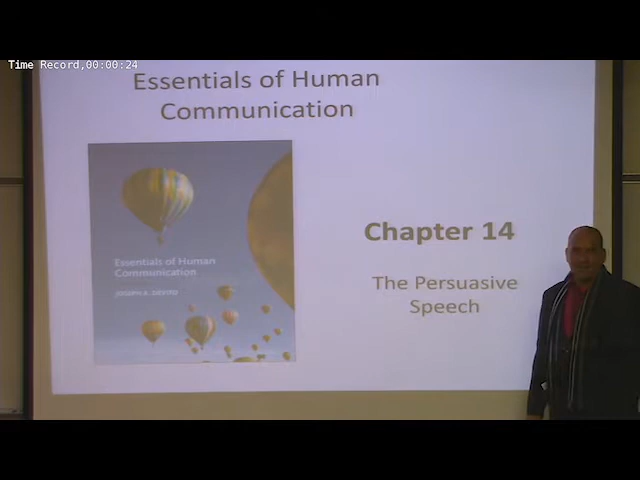 Time Record,00:00:24
Essentials of Human
Communication
Essentials of Human
Communication
JOSEPH A. DEVITO
Chapter 14
The Persuasive
Speech